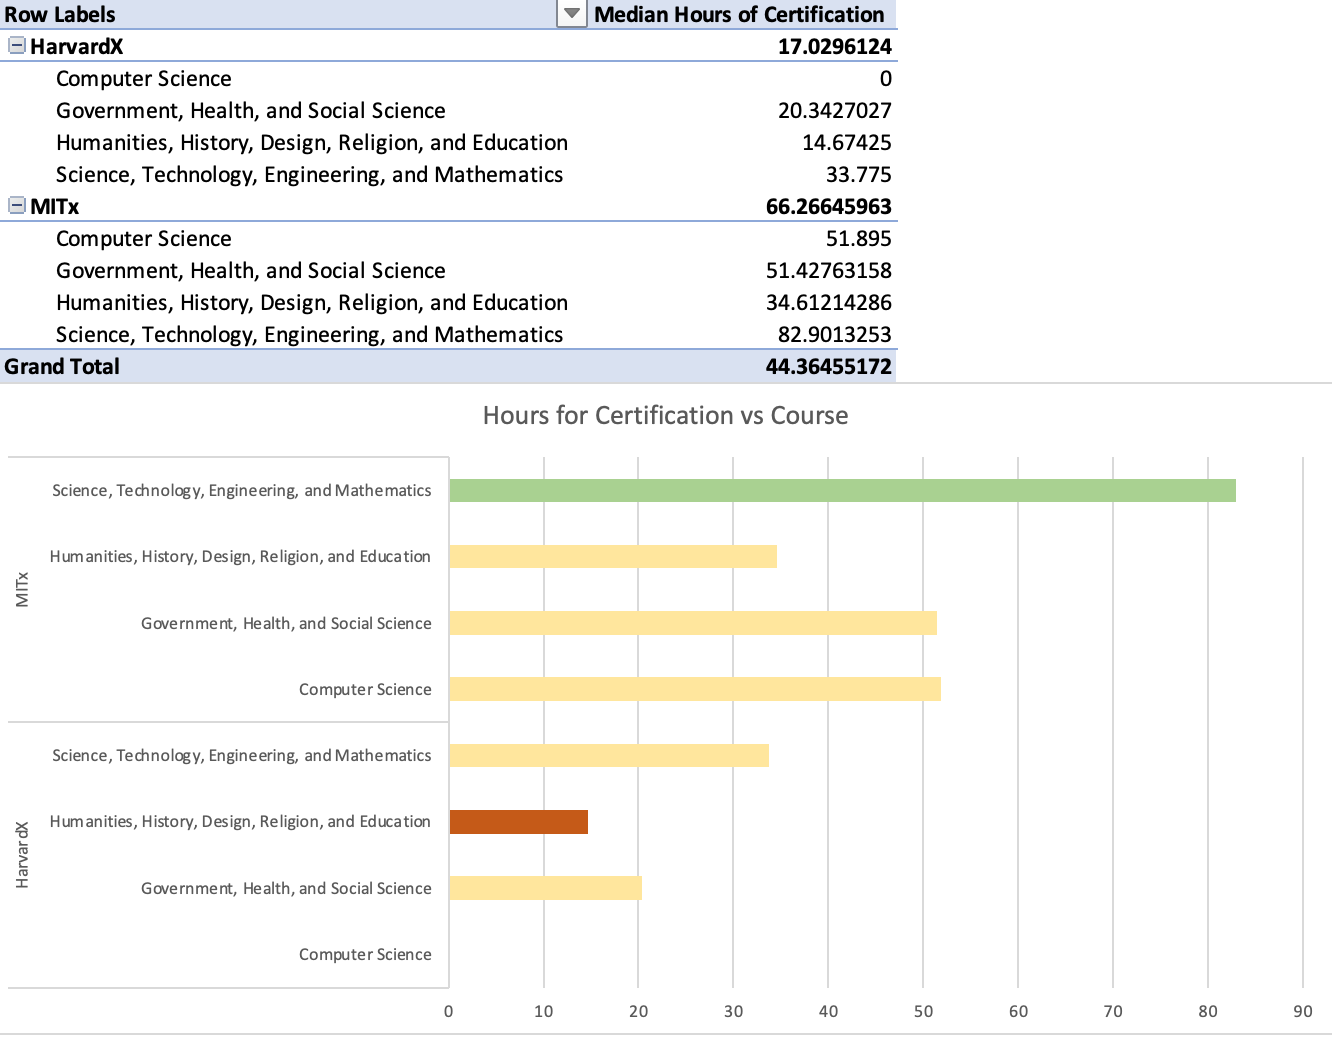 Row Labels Median Hours of Certification
HarvardX 17.0296124
Computer Science 0
Government, Health, and Social Science 20.3427027
Humanities, History, Design, Religion, and Education 14.67425
Science, Technology, Engineering, and Mathematics 33.775
MITx 66.26645963
Computer Science 51.895
Government, Health, and Social Science 51.42763158
Humanities, History, Design, Religion, and Education 34.61214286
Science, Technology, Engineering, and Mathematics 82.9013253
Grand Total 44.36455172
Hours for Certification vs Course
MITx
Science, Technology, Engineering, and Mathematics
Humanities, History, Design, Religion, and Education
Government, Health, and Social Science
Computer Science
HarvardX
Science, Technology, Engineering, and Mathematics
Humanities, History, Design, Religion, and Education
Government, Health, and Social Science
Computer Science
0 10 20 30 40 50 60 70 80 90